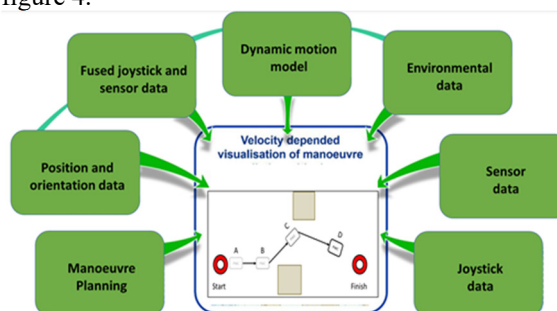 figure 4.
Dynamic motion
model
Fused joystick and
sensor data
Environmental
data
Velocity depended
visualisation of manoeuvre
Position and
orientation data
Sensor
data
A
B
C
D
Start
Finish
Manoeuvre
Planning
Joystick
data